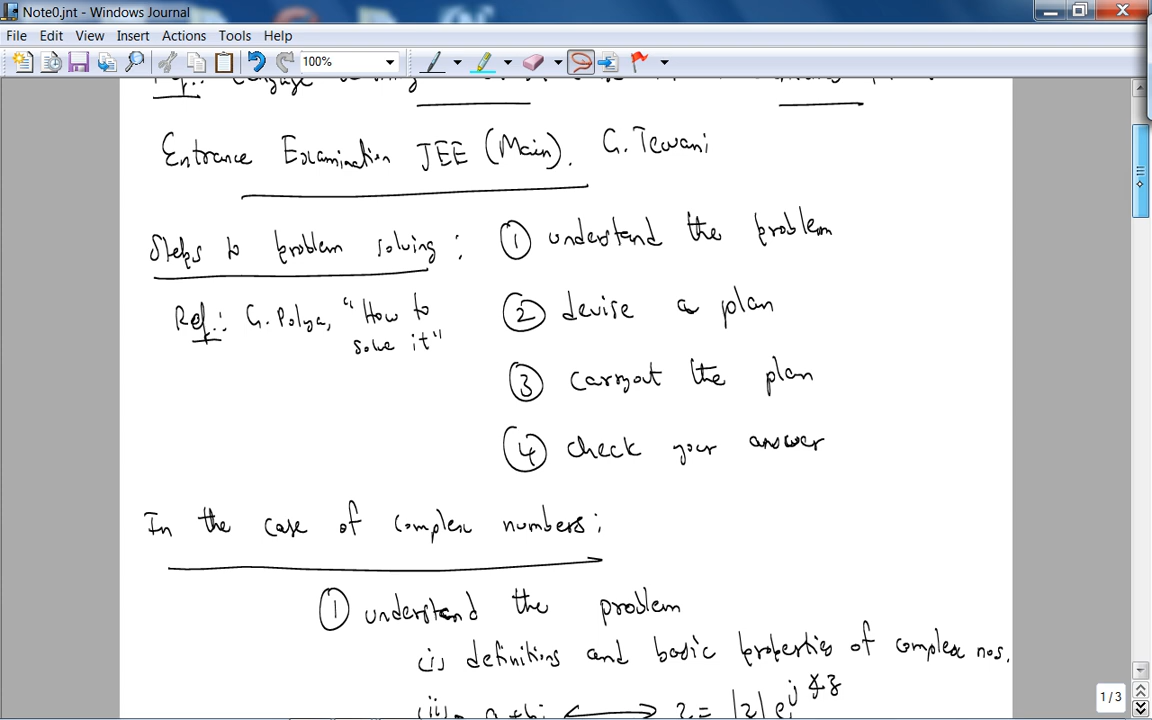 Note0.jnt - Windows Journal
File Edit View Insert Actions Tools Help
100%
Entrance Examination JEE (Main). G. Tewani
Steps to problem solving :
Ref.: G. Polya, "How to
solve it"
① understand the problem
② devise a plan
③ carryout the plan
④ check your answer
In the case of complex numbers :
① understand the problem
(i) definitions and basic properties of complex nos.
(ii) a+bi ⟷ z = |z| e^{j∡z}
1 / 3